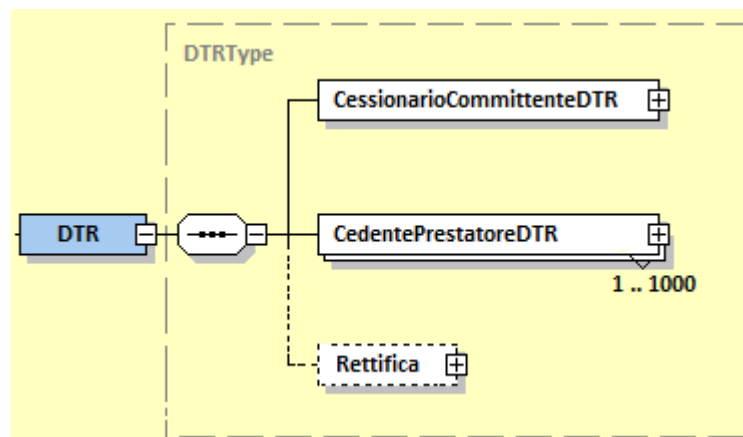 DTRType
CessionarioCommittenteDTR
DTR
CedentePrestatoreDTR
1 .. 1000
Rettifica